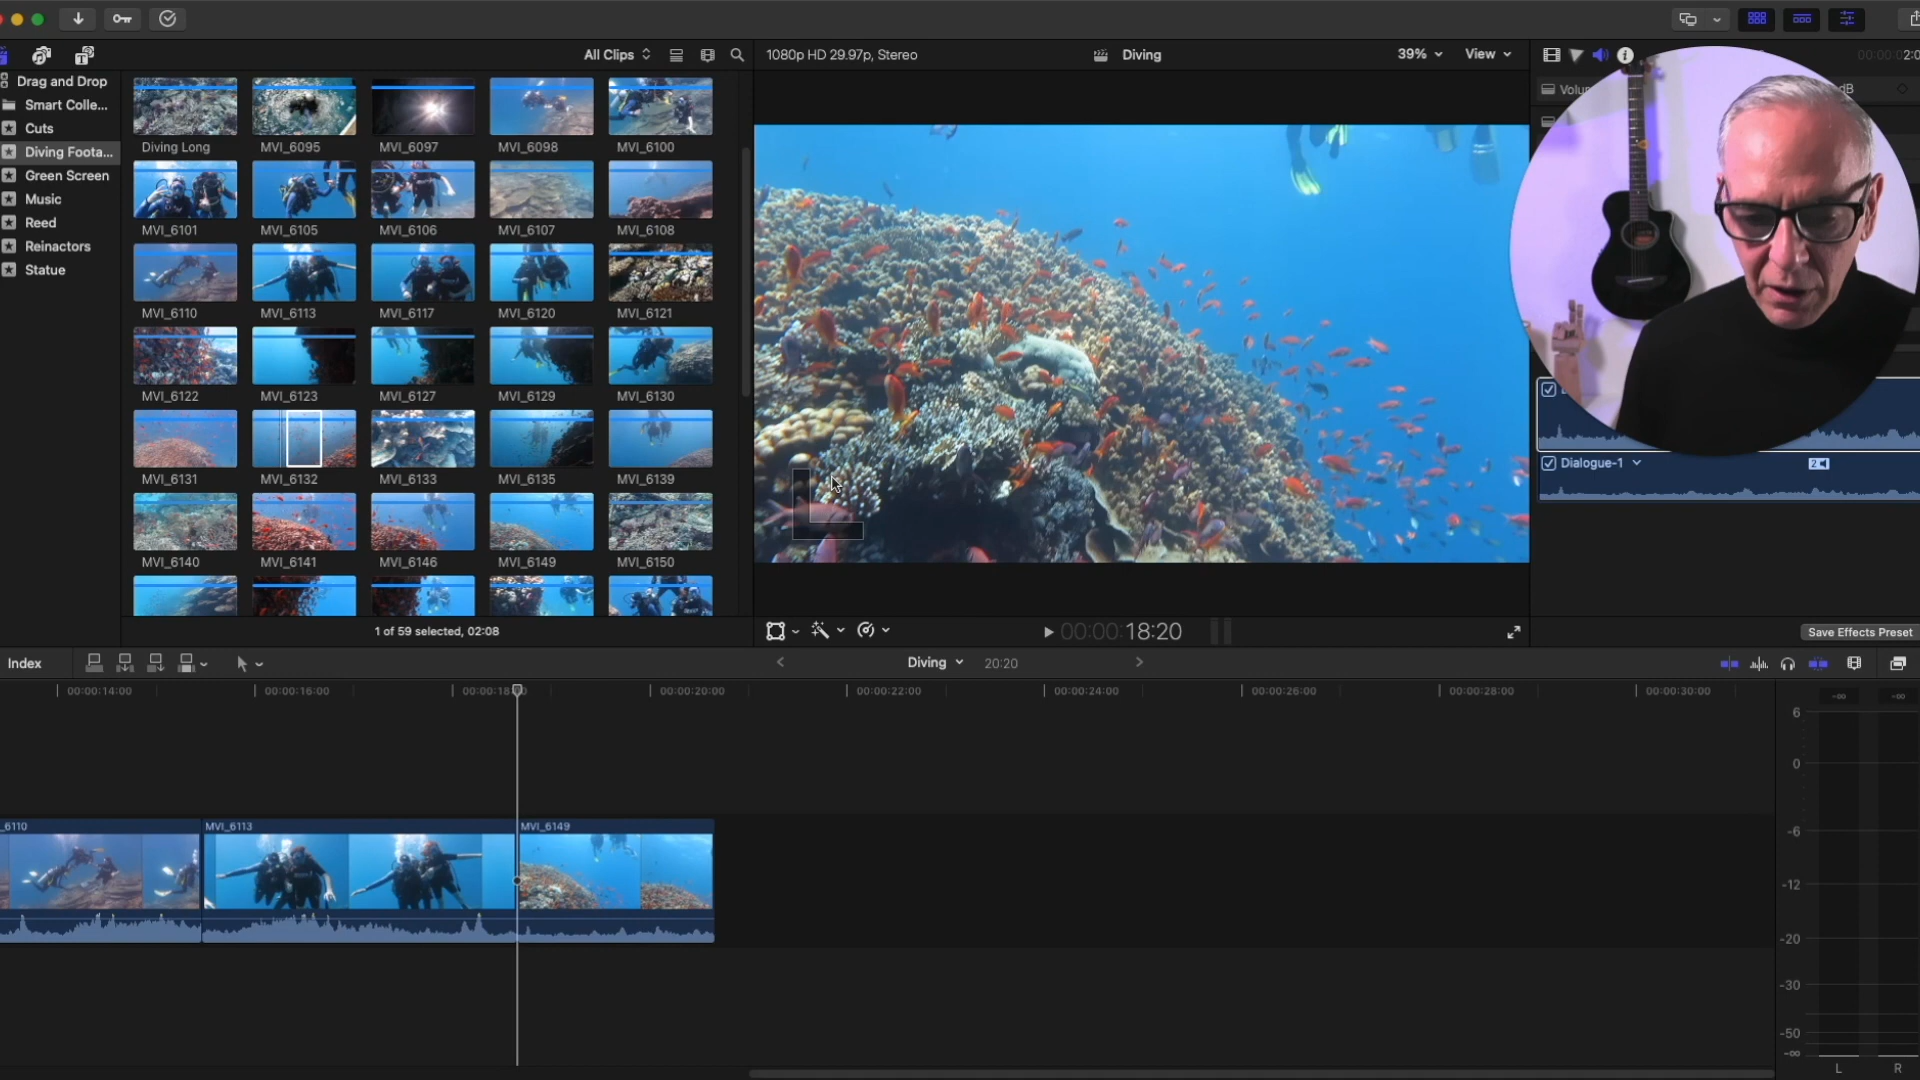 All Clips
1080p HD 29.97p, Stereo
Diving
39%
View
Drag and Drop
Smart Colle...
Cuts
Diving Foota...
Green Screen
Music
Reed
Reinactors
Statue
Diving Long
MVI_6095
MVI_6097
MVI_6098
MVI_6100
MVI_6101
MVI_6105
MVI_6106
MVI_6107
MVI_6108
MVI_6110
MVI_6113
MVI_6117
MVI_6120
MVI_6121
MVI_6122
MVI_6123
MVI_6127
MVI_6129
MVI_6130
MVI_6131
MVI_6132
MVI_6133
MVI_6135
MVI_6139
MVI_6140
MVI_6141
MVI_6146
MVI_6149
MVI_6150
1 of 59 selected, 02:08
00:00:18:20
dB
Dialogue-1
2
Save Effects Preset
Index
Diving
20:20
00:00:14:00
00:00:16:00
00:00:18
00:00:20:00
00:00:22:00
00:00:24:00
00:00:26:00
00:00:28:00
00:00:30:00
_6110
MVI_6113
MVI_6149
-∞
-∞
6
0
-6
-12
-20
-30
-50
-∞
L
R